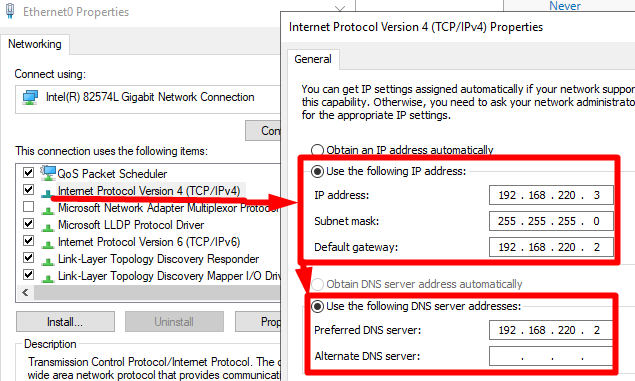 Ethernet0 Properties
Networking
Connect using:
Intel(R) 82574L Gigabit Network Connection
This connection uses the following items:
QoS Packet Scheduler
Internet Protocol Version 4 (TCP/IPv4)
Microsoft Network Adapter Multiplexor Protocol
Microsoft LLDP Protocol Driver
Internet Protocol Version 6 (TCP/IPv6)
Link-Layer Topology Discovery Responder
Link-Layer Topology Discovery Mapper I/O
Install...
Uninstall
Description
Transmission Control Protocol/Internet Protocol. The
wide area network protocol that provides
Never
Internet Protocol Version 4 (TCP/IPv4) Properties
General
You can get IP settings assigned automatically if your network
this capability. Otherwise, you need to ask your network
for the appropriate IP settings.
Obtain an IP address automatically
Use the following IP address:
IP address: 192 . 168 . 220 . 3
Subnet mask: 255 . 255 . 255 . 0
Default gateway: 192 . 168 . 220 . 2
Obtain DNS server address automatically
Use the following DNS server addresses:
Preferred DNS server: 192 . 168 . 220 . 2
Alternate DNS server: . . .